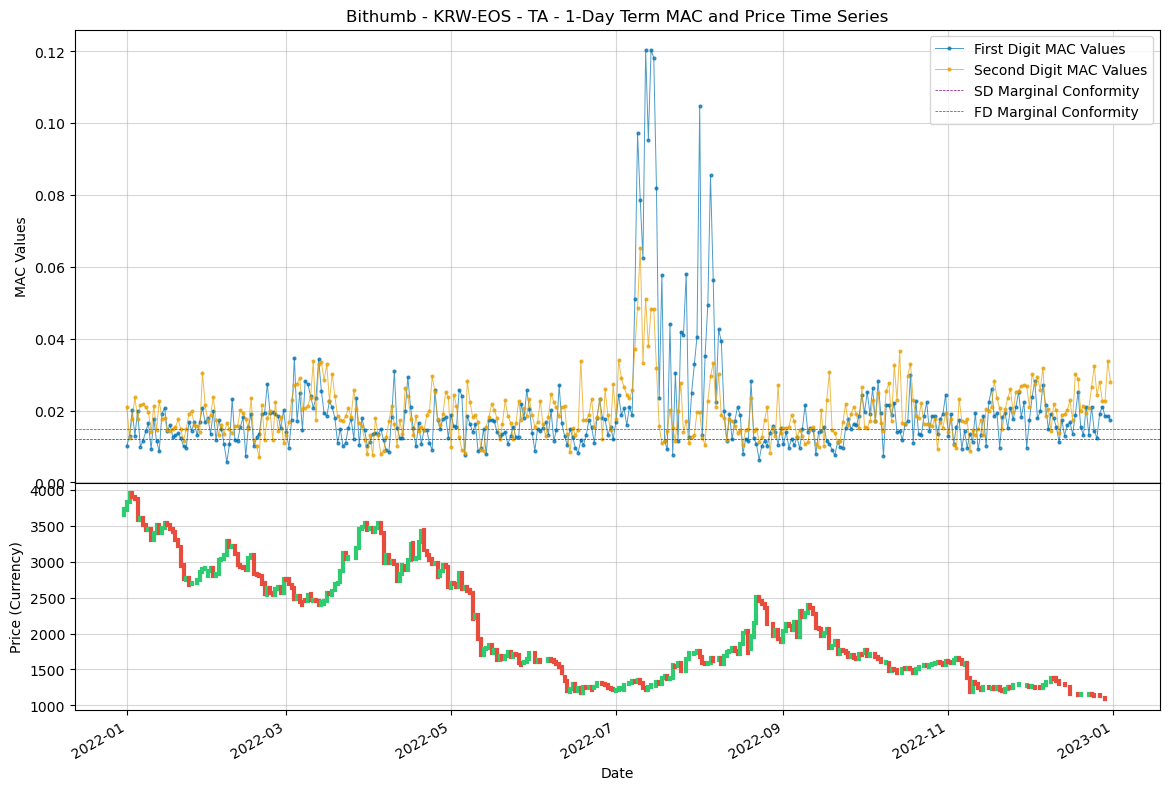 Bithumb - KRW-EOS - TA - 1-Day Term MAC and Price Time Series
First Digit MAC Values
Second Digit MAC Values
SD Marginal Conformity
FD Marginal Conformity
MAC Values
0.12
0.10
0.08
0.06
0.04
0.02
0.00
Price (Currency)
4000
3500
3000
2500
2000
1500
1000
2022-01
2022-03
2022-05
2022-07
2022-09
2022-11
2023-01
Date